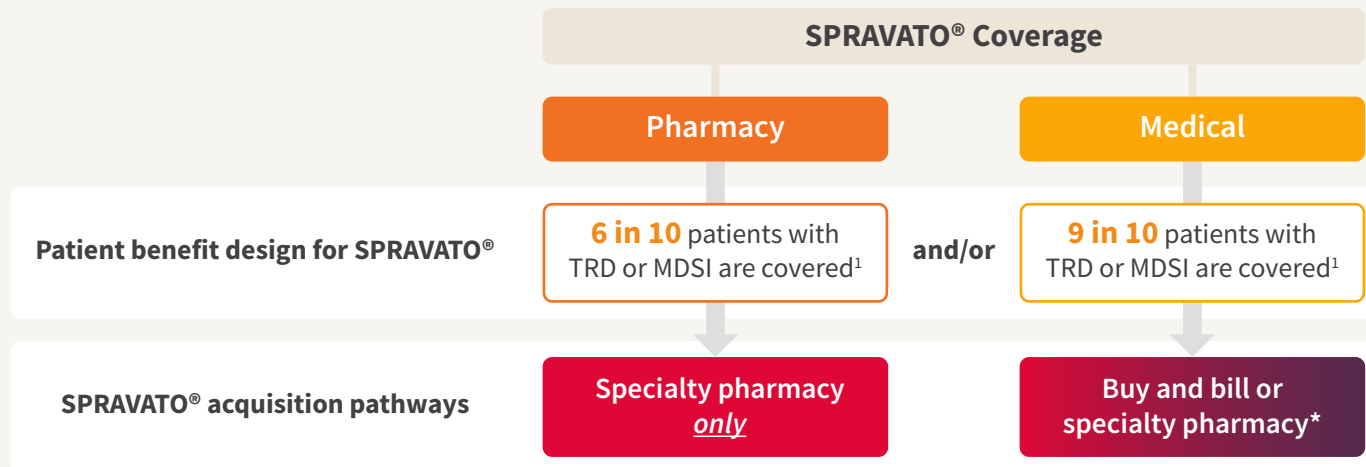 SPRAVATO® Coverage
Pharmacy
Medical
Patient benefit design for SPRAVATO®
6 in 10 patients with
TRD or MDSI are covered¹
and/or
9 in 10 patients with
TRD or MDSI are covered¹
SPRAVATO® acquisition pathways
Specialty pharmacy
only
Buy and bill or
specialty pharmacy*